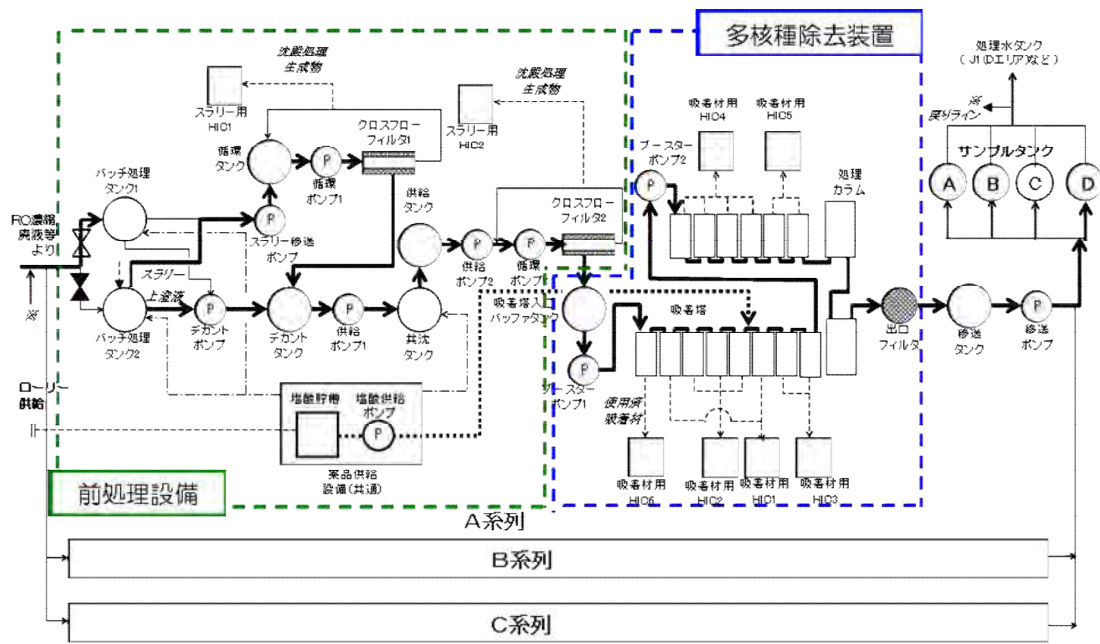 多核種除去装置
処理水タンク
( J1(Dエリア)など )
※
戻りライン
サンプルタンク
A
B
C
D
沈殿処理
生成物
スラリー用
HIC1
沈殿処理
生成物
スラリー用
HIC2
クロスフロー
フィルタ1
循環
タンク
P
循環
ポンプ1
バッチ処理
タンク1
RO濃縮
廃液等
より
※
P
スラリー移送
ポンプ
スラリー
上澄液
バッチ処理
タンク2
P
デカント
ポンプ
デカント
タンク
P
供給
ポンプ1
共沈
タンク
供給
タンク
P
供給
ポンプ2
P
循環
ポンプ
クロスフロー
フィルタ2
吸着塔入口
バッファタンク
P
ブースター
ポンプ1
ブースター
ポンプ2
P
吸着材用
HIC4
吸着材用
HIC5
処理
カラム
吸着塔
使用済
吸着材
吸着材用
HIC6
吸着材用
HIC2
吸着材用
HIC1
吸着材用
HIC3
出口
フィルタ
移送
タンク
P
移送
ポンプ
ローリー
供給
塩酸貯槽
塩酸供給
ポンプ
P
薬品供給
設備(共通)
前処理設備
A系列
B系列
C系列